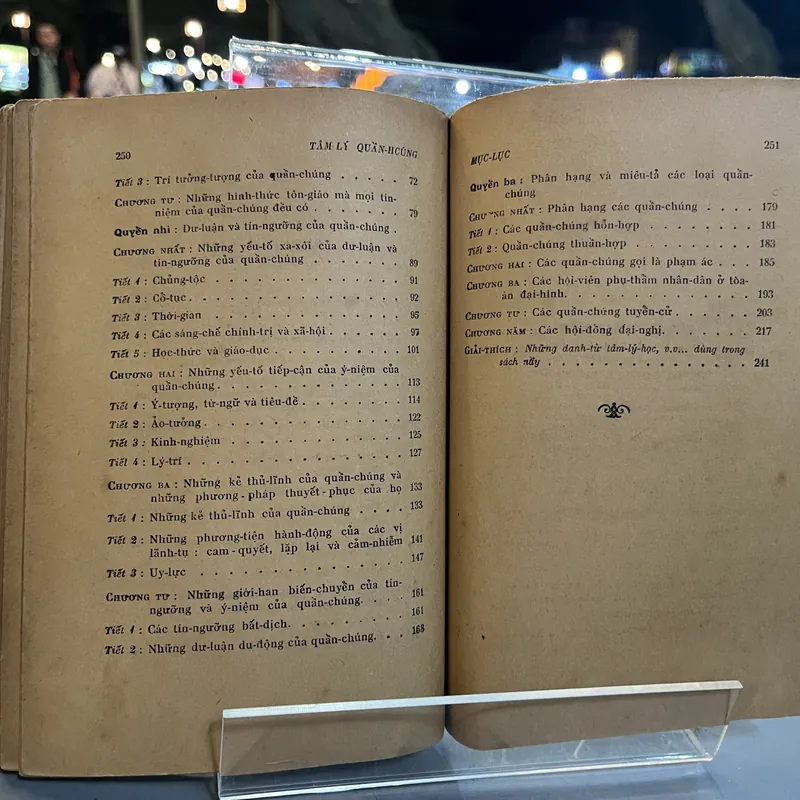 250 TÂM LÝ QUẦN-HCÚNG
Tiết 3 : Trí tưởng-tượng của quần-chúng . . . . . . 72
CHƯƠNG TƯ : Những hình-thức tôn-giáo mà mọi tín-
niệm của quần-chúng đều có . . . . . . 79
Quyền nhì : Dư-luận và tín-ngưỡng của quần-chúng .
CHƯƠNG NHẤT : Những yếu-tố xa-xôi của dư-luận và
tín-ngưỡng của quần-chúng . . . . . . 89
Tiết 1 : Chủng-tộc . . . . . . 91
Tiết 2 : Cổ-tục . . . . . . 92
Tiết 3 : Thời-gian . . . . . . 95
Tiết 4 : Các sáng-chế chính-trị và xã-hội . . . . . . 97
Tiết 5 : Học-thức và giáo-dục . . . . . . 101
CHƯƠNG HAI : Những yếu-tố tiếp-cận của ý-niệm của
quần-chúng . . . . . . 113
Tiết 1 : Ý-tượng, từ-ngữ và tiêu-đề . . . . . . 114
Tiết 2 : Ảo-tưởng . . . . . . 122
Tiết 3 : Kinh-nghiệm . . . . . . 125
Tiết 4 : Lý-trí . . . . . . 127
CHƯƠNG BA : Những kẻ thủ-lĩnh của quần-chúng và
những phương-pháp thuyết-phục của họ 133
Tiết 1 : Những kẻ thủ-lĩnh của quần-chúng . . . . 133
Tiết 2 : Những phương-tiện hành-động của các vị
lãnh-tụ : cam-quyết, lặp lại và cảm-nhiễm 141
Tiết 3 : Uy-lực . . . . . . 147
CHƯƠNG TƯ : Những giới-hạn biến-chuyển của tín-
ngưỡng và ý-niệm của quần-chúng. . . . 161
Tiết 1 : Các tín-ngưỡng bất-dịch. . . . . . 161
Tiết 2 : Những dư-luận du-động của quần-chúng. . . 168
MỤC-LỤC 251
Quyền ba : Phân hạng và miêu-tả các loại quần-
chúng
CHƯƠNG NHẤT : Phân hạng các quần-chúng . . . . 179
Tiết 1 : Các quần-chúng hỗn-hợp . . . . . . 181
Tiết 2 : Quần-chúng thuần-hợp . . . . . . 183
CHƯƠNG HAI : Các quần-chúng gọi là phạm ác . . . 185
CHƯƠNG BA : Các hội-viên phụ-thẩm nhân-dân ở tòa-
án đại-hình. . . . . . 193
CHƯƠNG TƯ : Các quần-chúng tuyển-cử . . . . . . 203
CHƯƠNG NĂM : Các hội-đồng đại-nghị. . . . . . 217
GIẢI-THÍCH : Những danh-từ tâm-lý-học, v.v... dùng trong
sách nầy . . . . . . 241